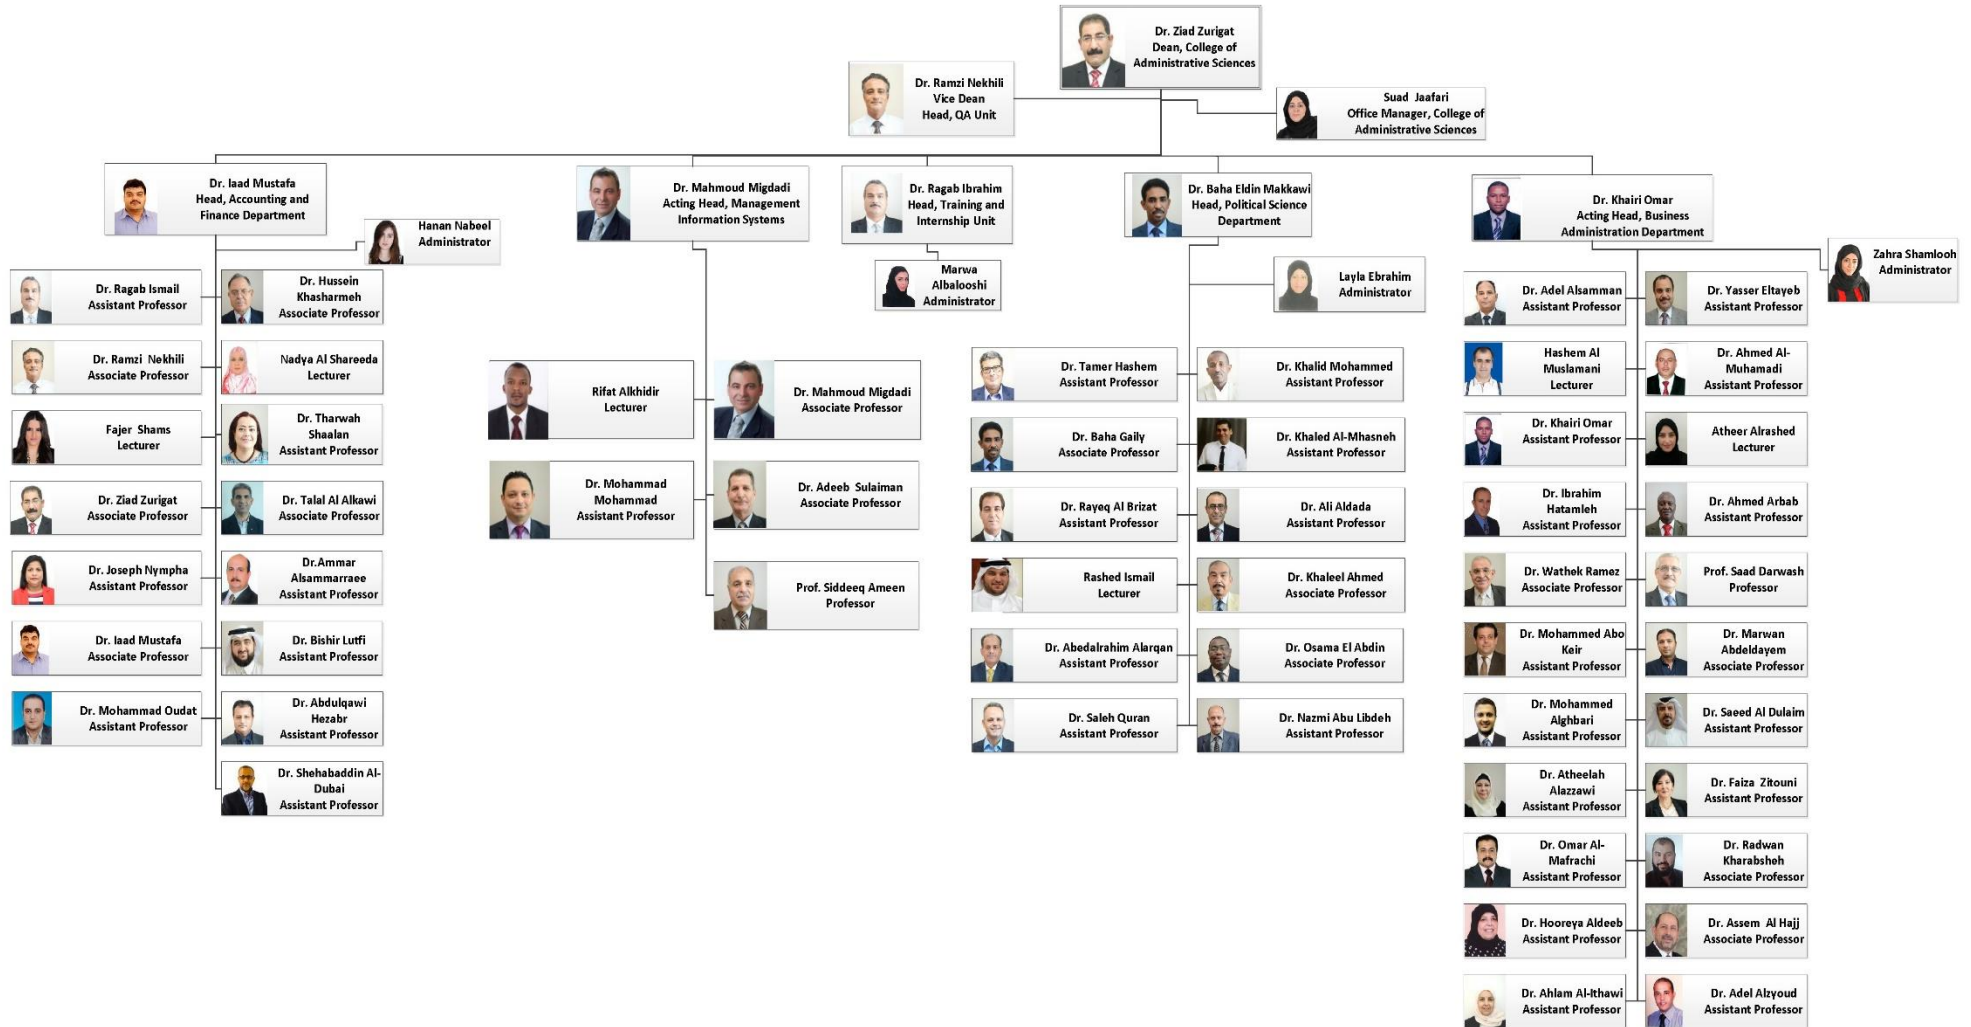 Dr. Ziad Zurigat
Dean, College of
Administrative Sciences
Dr. Ramzi Nekhili
Vice Dean
Head, QA Unit
Suad Jaafari
Office Manager, College of
Administrative Sciences
Dr. Iaad Mustafa
Head, Accounting and
Finance Department
Hanan Nabeel
Administrator
Dr. Ragab Ismail
Assistant Professor
Dr. Hussein
Khasharmeh
Associate Professor
Dr. Ramzi Nekhili
Associate Professor
Nadya Al Shareeda
Lecturer
Fajer Shams
Lecturer
Dr. Tharwah
Shaalan
Assistant Professor
Dr. Ziad Zurigat
Associate Professor
Dr. Talal Al Alkawi
Associate Professor
Dr. Joseph Nympha
Assistant Professor
Dr.Ammar
Alsammarraee
Assistant Professor
Dr. Iaad Mustafa
Associate Professor
Dr. Bishir Lutfi
Assistant Professor
Dr. Mohammad Oudat
Assistant Professor
Dr. Abdulqawi
Hezabr
Assistant Professor
Dr. Shehabaddin Al-
Dubai
Assistant Professor
Dr. Mahmoud Migdadi
Acting Head, Management
Information Systems
Rifat Alkhidir
Lecturer
Dr. Mahmoud Migdadi
Associate Professor
Dr. Mohammad
Mohammad
Assistant Professor
Dr. Adeeb Sulaiman
Associate Professor
Prof. Siddeeq Ameen
Professor
Dr. Ragab Ibrahim
Head, Training and
Internship Unit
Marwa
Albalooshi
Administrator
Dr. Baha Eldin Makkawi
Head, Political Science
Department
Layla Ebrahim
Administrator
Dr. Tamer Hashem
Assistant Professor
Dr. Khalid Mohammed
Assistant Professor
Dr. Baha Gaily
Associate Professor
Dr. Khaled Al-Mhasneh
Assistant Professor
Dr. Rayeq Al Brizat
Assistant Professor
Dr. Ali Aldada
Assistant Professor
Rashed Ismail
Lecturer
Dr. Khaleel Ahmed
Associate Professor
Dr. Abedalrahim Alarqan
Assistant Professor
Dr. Osama El Abdin
Associate Professor
Dr. Saleh Quran
Assistant Professor
Dr. Nazmi Abu Libdeh
Assistant Professor
Dr. Khairi Omar
Acting Head, Business
Administration Department
Zahra Shamlooh
Administrator
Dr. Adel Alsamman
Assistant Professor
Dr. Yasser Eltayeb
Assistant Professor
Hashem Al
Muslamani
Lecturer
Dr. Ahmed Al-
Muhamadi
Assistant Professor
Dr. Khairi Omar
Assistant Professor
Atheer Alrashed
Lecturer
Dr. Ibrahim
Hatamleh
Assistant Professor
Dr. Ahmed Arbab
Assistant Professor
Dr. Wathek Ramez
Associate Professor
Prof. Saad Darwash
Professor
Dr. Mohammed Abo
Keir
Assistant Professor
Dr. Marwan
Abdeldayem
Associate Professor
Dr. Mohammed
Alghbari
Assistant Professor
Dr. Saeed Al Dulaim
Assistant Professor
Dr. Atheelah
Alazzawi
Assistant Professor
Dr. Faiza Zitouni
Assistant Professor
Dr. Omar Al-
Mafrachi
Assistant Professor
Dr. Radwan
Kharabsheh
Associate Professor
Dr. Hooreya Aldeeb
Assistant Professor
Dr. Assem Al Hajj
Associate Professor
Dr. Ahlam Al-Ithawi
Assistant Professor
Dr. Adel Alzyoud
Assistant Professor